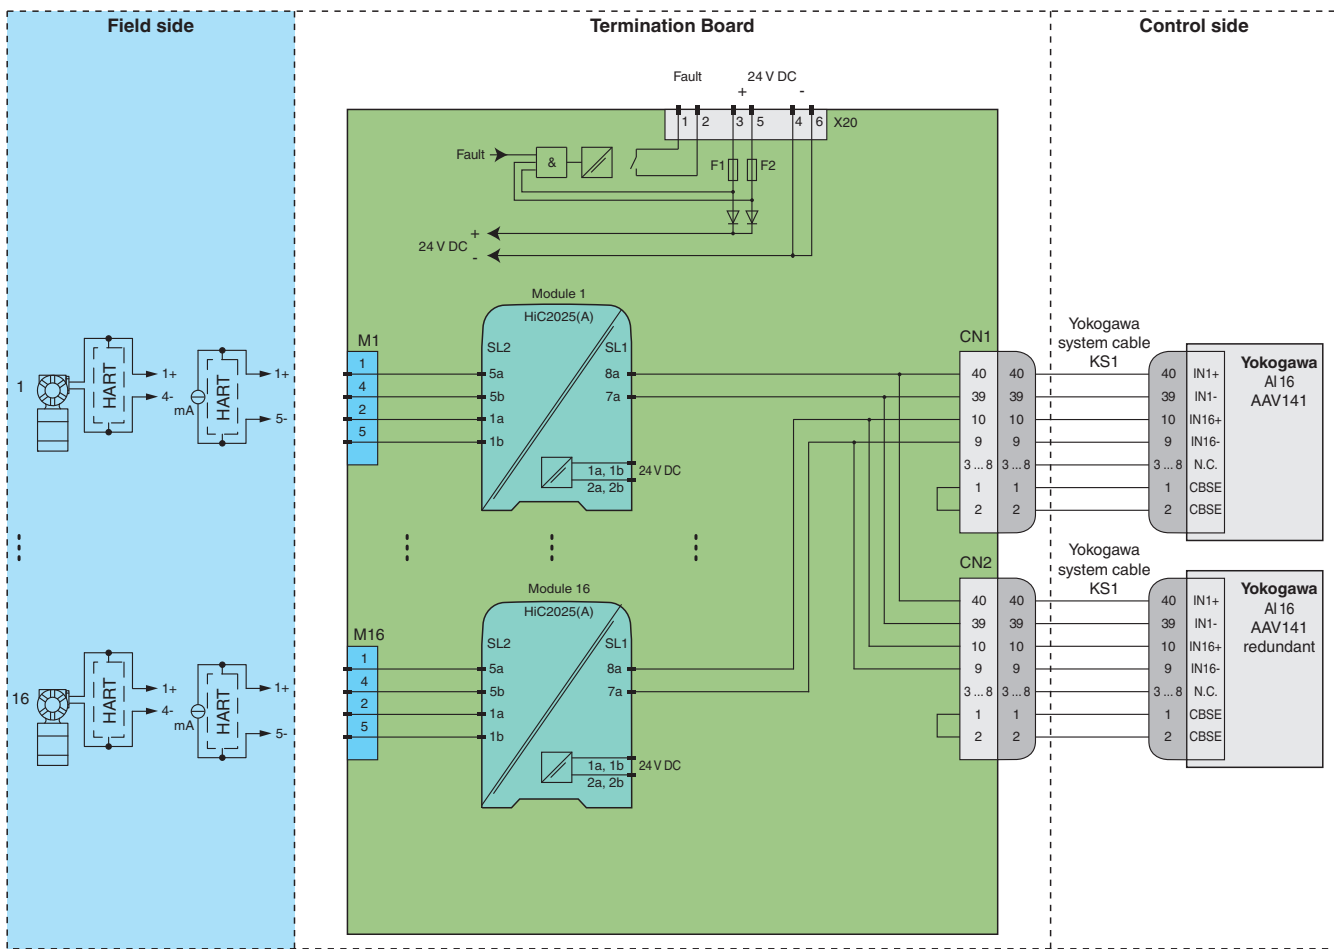 Field side
Termination Board
Control side
Fault
24 V DC
+
-
1
2
3
5
4
6
X20
Fault
&
F1
F2
+
24 V DC
-
Module 1
HiC2025(A)
M1
SL2
SL1
1
4
2
5
5a
5b
1a
1b
8a
7a
1a, 1b
2a, 2b
24 V DC
1
HART
1+
4-
mA
HART
1+
5-
CN1
40
39
10
9
3 ... 8
1
2
40
39
10
9
3 ... 8
1
2
Yokogawa
system cable
KS1
40
39
10
9
3 ... 8
1
2
IN1+
IN1-
IN16+
IN16-
N.C.
CBSE
CBSE
Yokogawa
AI 16
AAV141
Module 16
HiC2025(A)
M16
SL2
SL1
1
4
2
5
5a
5b
1a
1b
8a
7a
1a, 1b
2a, 2b
24 V DC
16
HART
1+
4-
mA
HART
1+
5-
CN2
40
39
10
9
3 ... 8
1
2
40
39
10
9
3 ... 8
1
2
Yokogawa
system cable
KS1
40
39
10
9
3 ... 8
1
2
IN1+
IN1-
IN16+
IN16-
N.C.
CBSE
CBSE
Yokogawa
AI 16
AAV141
redundant